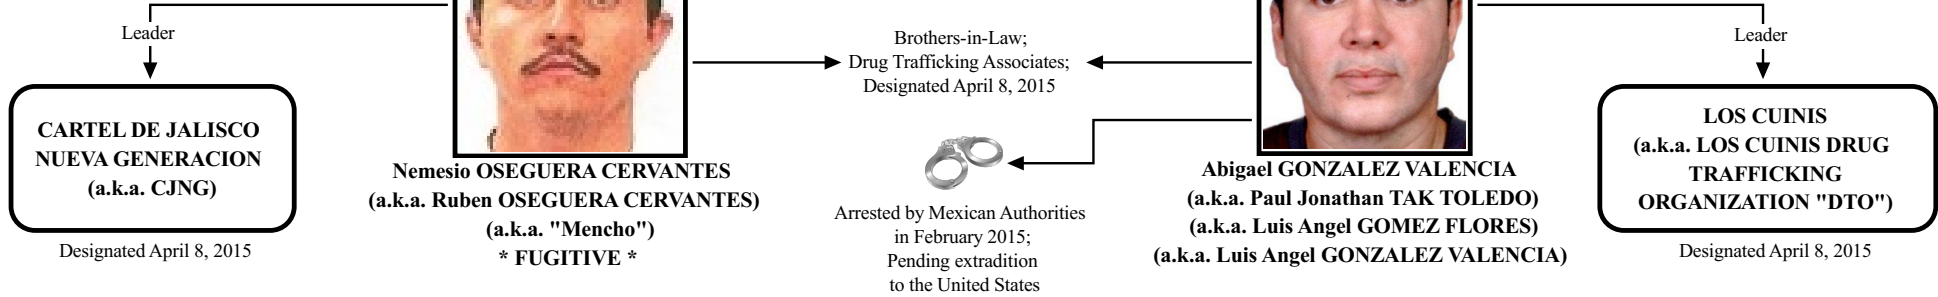 Leader
CARTEL DE JALISCO
NUEVA GENERACION
(a.k.a. CJNG)
Designated April 8, 2015
Nemesio OSEGUERA CERVANTES
(a.k.a. Ruben OSEGUERA CERVANTES)
(a.k.a. "Mencho")
* FUGITIVE *
Brothers-in-Law;
Drug Trafficking Associates;
Designated April 8, 2015
Arrested by Mexican Authorities
in February 2015;
Pending extradition
to the United States
Abigael GONZALEZ VALENCIA
(a.k.a. Paul Jonathan TAK TOLEDO)
(a.k.a. Luis Angel GOMEZ FLORES)
(a.k.a. Luis Angel GONZALEZ VALENCIA)
Leader
LOS CUINIS
(a.k.a. LOS CUINIS DRUG
TRAFFICKING
ORGANIZATION "DTO")
Designated April 8, 2015